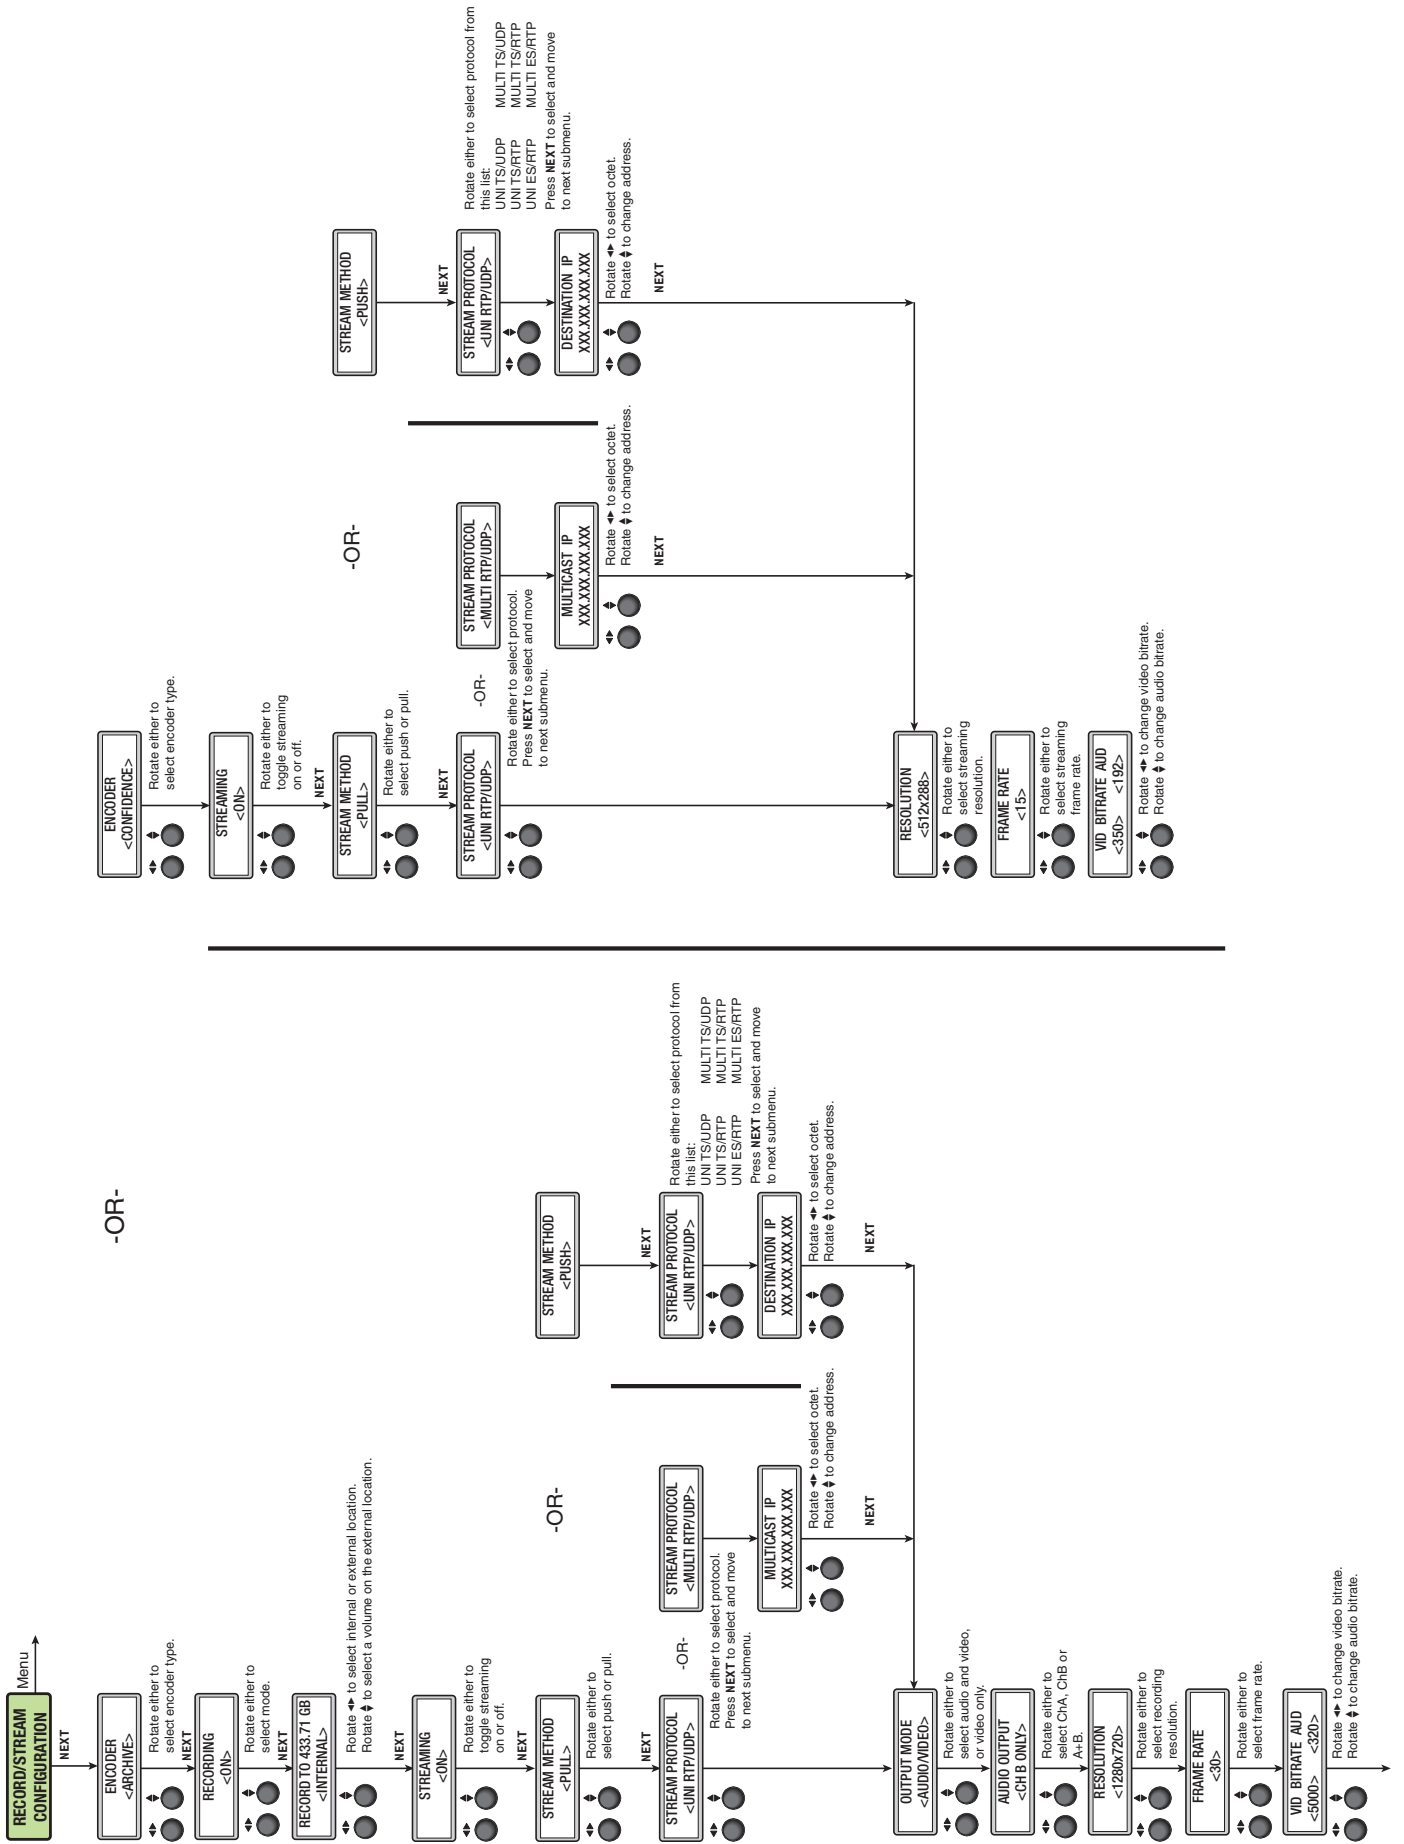 RECORD/STREAM
CONFIGURATION
Menu
NEXT
ENCODER
<ARCHIVE>
Rotate either to
select encoder type.
NEXT
RECORDING
<ON>
Rotate either to
select mode.
NEXT
RECORD TO 433.71 GB
<INTERNAL>
Rotate ◄► to select internal or external location.
Rotate ▲▼ to select a volume on the external location.
NEXT
STREAMING
<ON>
Rotate either to
toggle streaming
on or off.
NEXT
STREAM METHOD
<PULL>
Rotate either to
select push or pull.
NEXT
STREAM PROTOCOL
<UNI RTP/UDP>
Rotate either to select protocol.
Press NEXT to select and move
to next submenu.
-OR-
STREAM PROTOCOL
<MULTI RTP/UDP>
MULTICAST IP
XXX.XXX.XXX.XXX
Rotate ◄► to select octet.
Rotate ▲▼ to change address.
NEXT
-OR-
STREAM METHOD
<PUSH>
NEXT
STREAM PROTOCOL
<UNI RTP/UDP>
Rotate either to select protocol from
this list:
UNI TS/UDP MULTI TS/UDP
UNI TS/RTP MULTI TS/RTP
UNI ES/RTP MULTI ES/RTP
Press NEXT to select and move
to next submenu.
DESTINATION IP
XXX.XXX.XXX.XXX
Rotate ◄► to select octet.
Rotate ▲▼ to change address.
NEXT
OUTPUT MODE
<AUDIO/VIDEO>
Rotate either to
select audio and video,
or video only.
AUDIO OUTPUT
<CH B ONLY>
Rotate either to
select ChA, ChB or
A+B.
RESOLUTION
<1280x720>
Rotate either to
select recording
resolution.
FRAME RATE
<30>
Rotate either to
select frame rate.
VID BITRATE AUD
<5000> <320>
Rotate ◄► to change video bitrate.
Rotate ▲▼ to change audio bitrate.
-OR-
ENCODER
<CONFIDENCE>
Rotate either to
select encoder type.
STREAMING
<ON>
Rotate either to
toggle streaming
on or off.
NEXT
STREAM METHOD
<PULL>
Rotate either to
select push or pull.
NEXT
STREAM PROTOCOL
<UNI RTP/UDP>
Rotate either to select protocol.
Press NEXT to select and move
to next submenu.
-OR-
STREAM PROTOCOL
<MULTI RTP/UDP>
MULTICAST IP
XXX.XXX.XXX.XXX
Rotate ◄► to select octet.
Rotate ▲▼ to change address.
NEXT
-OR-
STREAM METHOD
<PUSH>
NEXT
STREAM PROTOCOL
<UNI RTP/UDP>
Rotate either to select protocol from
this list:
UNI TS/UDP MULTI TS/UDP
UNI TS/RTP MULTI TS/RTP
UNI ES/RTP MULTI ES/RTP
Press NEXT to select and move
to next submenu.
DESTINATION IP
XXX.XXX.XXX.XXX
Rotate ◄► to select octet.
Rotate ▲▼ to change address.
NEXT
RESOLUTION
<512x288>
Rotate either to
select streaming
resolution.
FRAME RATE
<15>
Rotate either to
select streaming
frame rate.
VID BITRATE AUD
<350> <192>
Rotate ◄► to change video bitrate.
Rotate ▲▼ to change audio bitrate.